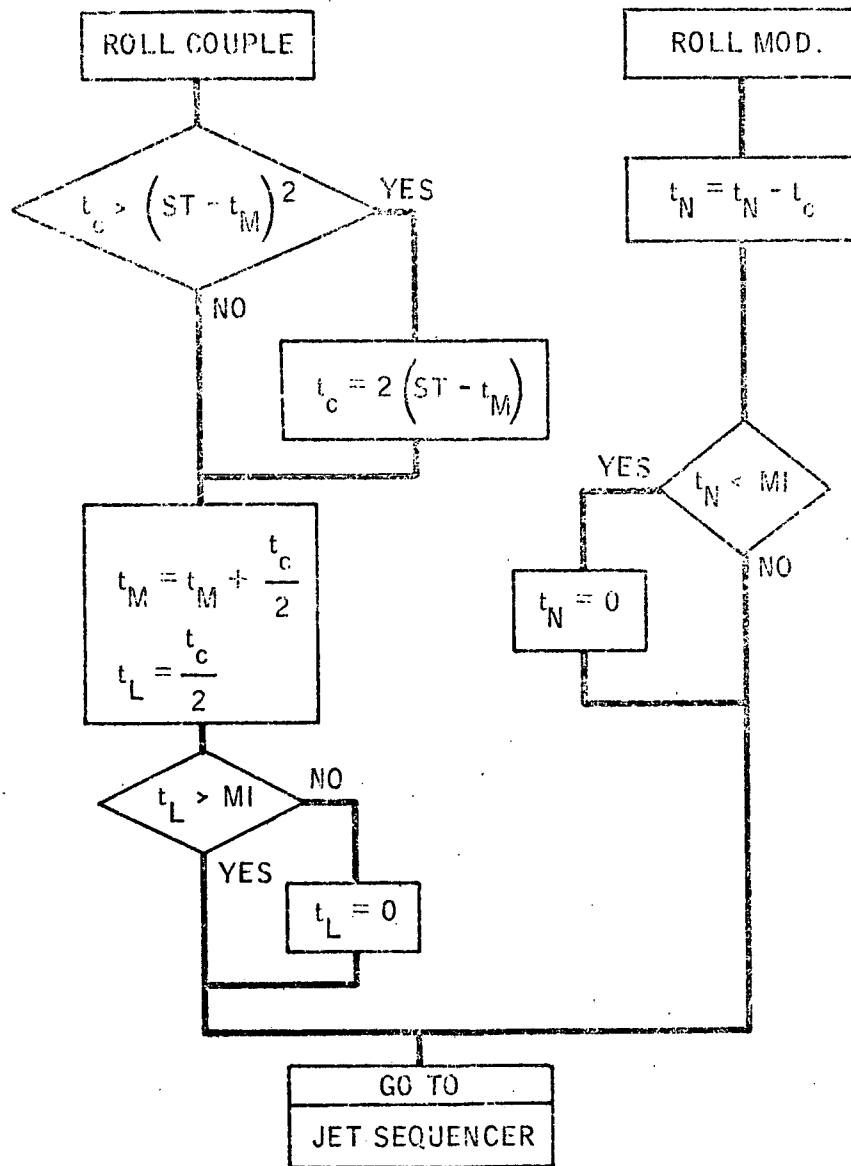 ROLL COUPLE
t_c > (ST - t_M)^2
YES
NO
t_c = 2 (ST - t_M)
t_M = t_M + t_c/2
t_L = t_c/2
t_L > MI
NO
YES
t_L = 0
ROLL MOD.
t_N = t_N - t_c
t_N < MI
YES
NO
t_N = 0
GO TO
JET SEQUENCER